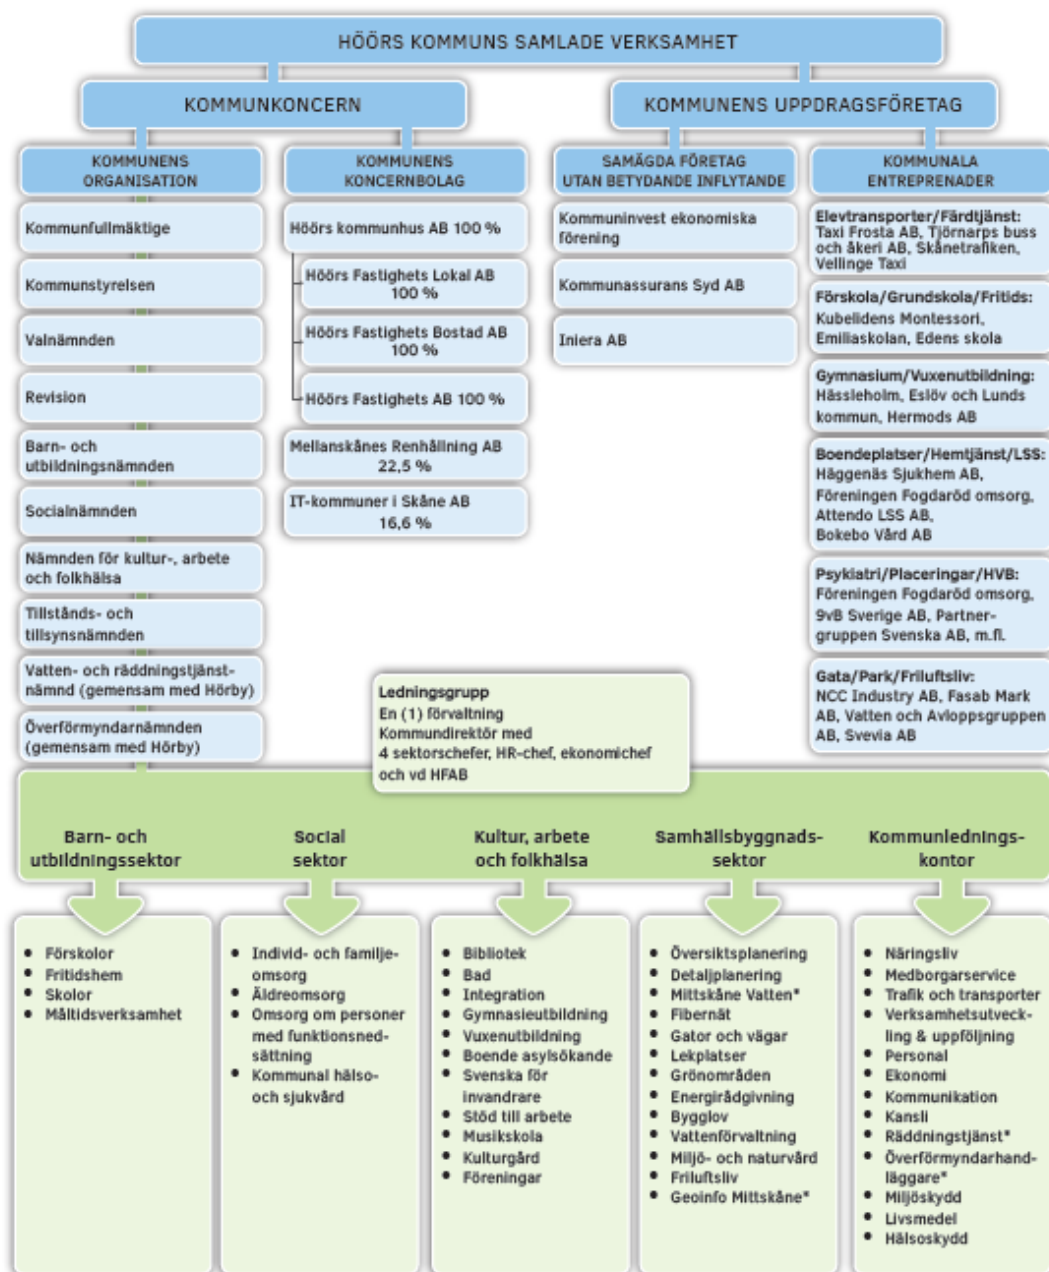 HÖÖRS KOMMUNS SAMLADE VERKSAMHET
KOMMUNKONCERN
KOMMUNENS UPPDRAGSFÖRETAG
KOMMUNENS
ORGANISATION
Kommunfullmäktige
Kommunstyrelsen
Valnämnden
Revision
Barn- och
utbildningsnämnden
Socialnämnden
Nämnden för kultur-, arbete
och folkhälsa
Tillstånds- och
tillsynsnämnden
Vatten- och räddningstjänst-
nämnd (gemensam med Hörby)
Överförmyndarnämnden
(gemensam med Hörby)
KOMMUNENS
KONCERNBOLAG
Höörs kommunhus AB 100 %
Höörs Fastighets Lokal AB
100 %
Höörs Fastighets Bostad AB
100 %
Höörs Fastighets AB 100 %
Mellanskånes Renhållning AB
22,5 %
IT-kommuner i Skåne AB
16,6 %
SAMÄGDA FÖRETAG
UTAN BETYDANDE INFLYTANDE
Kommuninvest ekonomiska
förening
Kommunassurans Syd AB
Iniera AB
KOMMUNALA
ENTREPRENADER
Elevtransporter/Färdtjänst:
Taxi Frosta AB, Tjörnarps buss
och åkeri AB, Skånetrafiken,
Vellinge Taxi
Förskola/Grundskola/Fritids:
Kubelidens Montessori,
Emiliaskolan, Edens skola
Gymnasium/Vuxenutbildning:
Hässleholm, Eslöv och Lunds
kommun, Hermods AB
Boendeplatser/Hemtjänst/LSS:
Häggenäs Sjukhem AB,
Föreningen Fogdaröd omsorg,
Attendo LSS AB,
Bokebo Vård AB
Psykiatri/Placeringar/HVB:
Föreningen Fogdaröd omsorg,
9vB Sverige AB, Partner-
gruppen Svenska AB, m.fl.
Gata/Park/Friluftsliv:
NCC Industry AB, Fasab Mark
AB, Vatten och Avloppsgruppen
AB, Svevia AB
Ledningsgrupp
En (1) förvaltning
Kommundirektör med
4 sektorschefer, HR-chef, ekonomichef
och vd HFAB
Barn- och
utbildningssektor
Förskolor
Fritidshem
Skolor
Måltidsverksamhet
Social
sektor
Individ- och familje-
omsorg
Äldreomsorg
Omsorg om personer
med funktionsned-
sättning
Kommunal hälso-
och sjukvård
Kultur, arbete
och folkhälsa
Bibliotek
Bad
Integration
Gymnasieutbildning
Vuxenutbildning
Boende asylsökande
Svenska för
invandrare
Stöd till arbete
Musikskola
Kulturgård
Föreningar
Samhällsbyggnads-
sektor
Översiktsplanering
Detaljplanering
Mittskåne Vatten*
Fibernät
Gator och vägar
Lekplatser
Grönområden
Energirådgivning
Bygglov
Vattenförvaltning
Miljö- och naturvård
Friluftsliv
Geoinfo Mittskåne*
Kommunlednings-
kontor
Näringsliv
Medborgarservice
Trafik och transporter
Verksamhetsutveck-
ling & uppföljning
Personal
Ekonomi
Kommunikation
Kansli
Räddningstjänst*
Överförmyndarhand-
läggare*
Miljöskydd
Livsmedel
Hälsoskydd